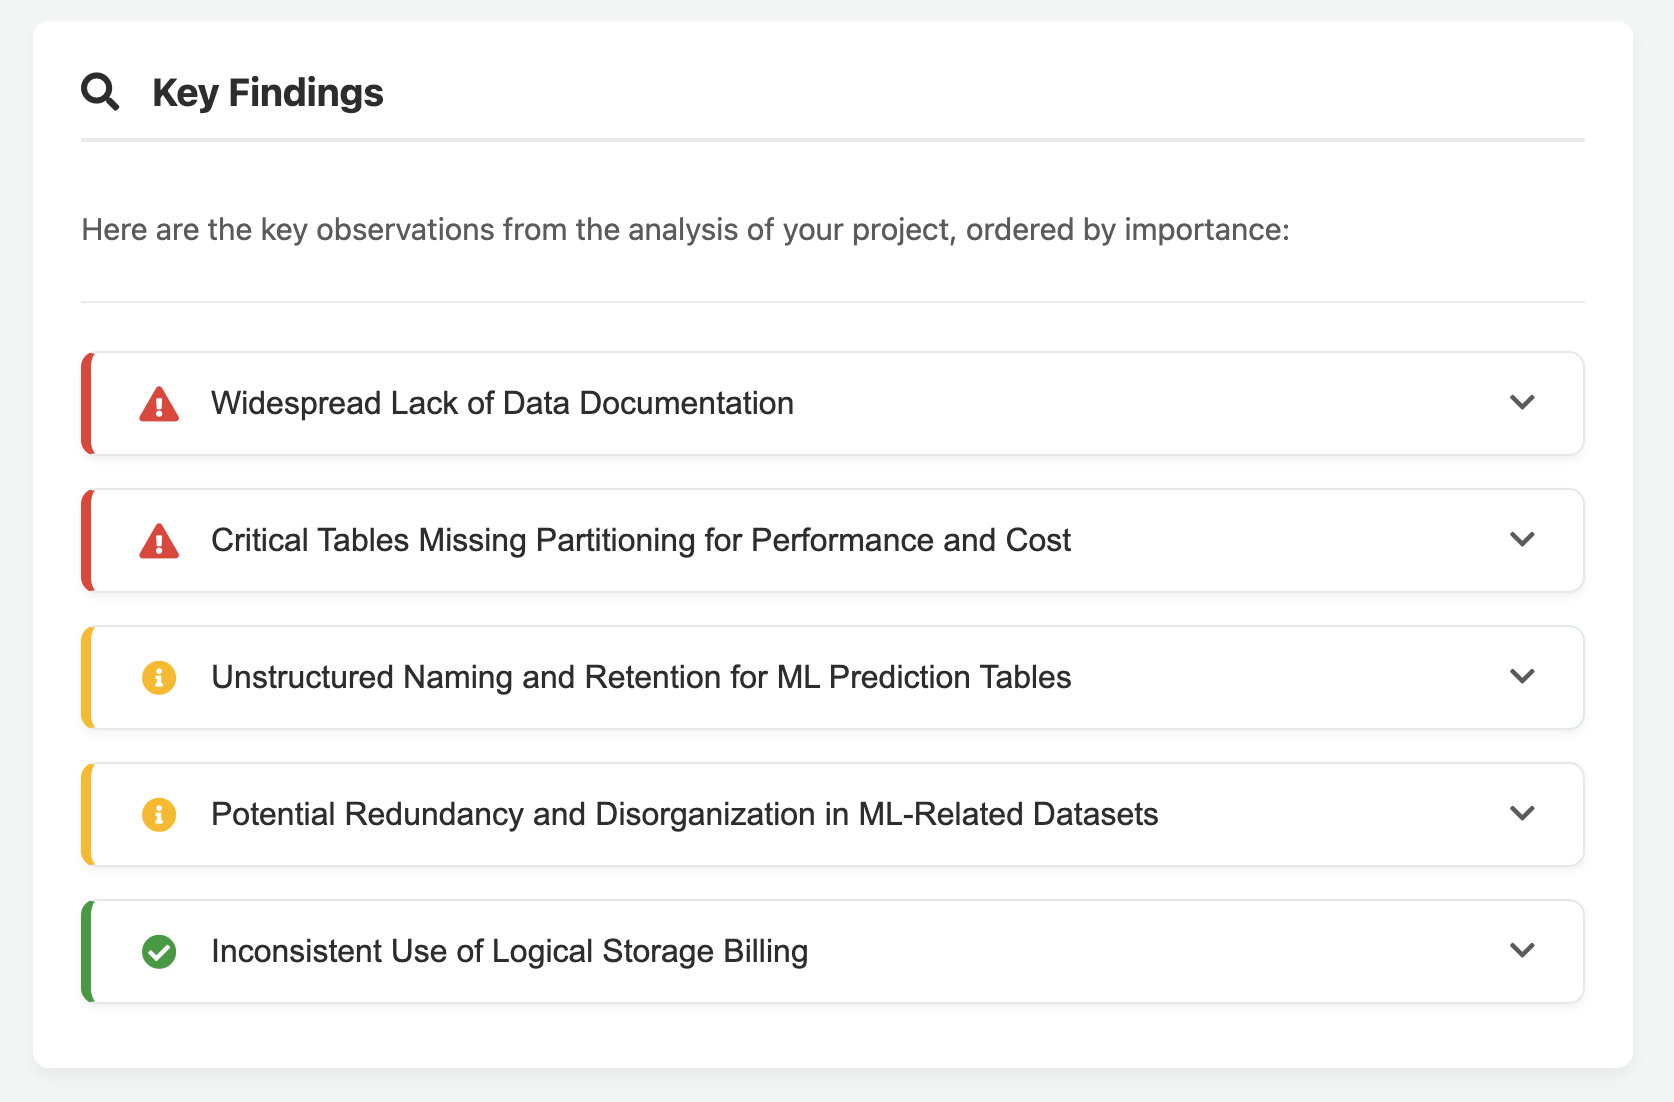 Key Findings
Here are the key observations from the analysis of your project, ordered by importance:
Widespread Lack of Data Documentation
Critical Tables Missing Partitioning for Performance and Cost
Unstructured Naming and Retention for ML Prediction Tables
Potential Redundancy and Disorganization in ML-Related Datasets
Inconsistent Use of Logical Storage Billing